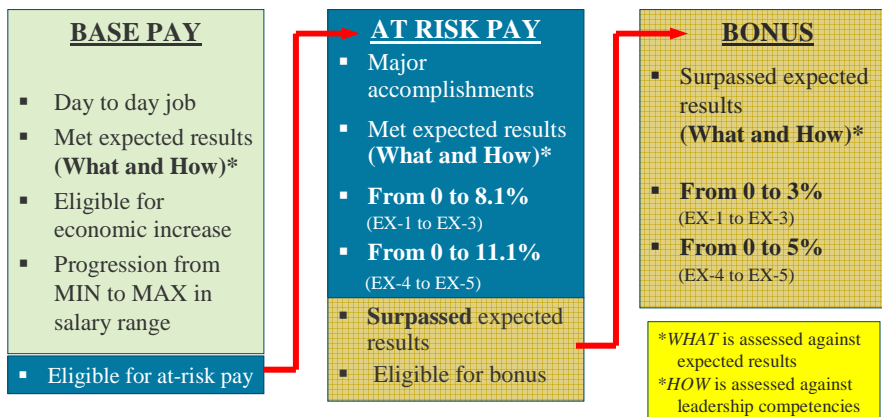 BASE PAY
▪ Day to day job
▪ Met expected results
(What and How)*
▪ Eligible for
economic increase
▪ Progression from
MIN to MAX in
salary range
▪ Eligible for at-risk pay
AT RISK PAY
▪ Major
accomplishments
▪ Met expected results
(What and How)*
▪ From 0 to 8.1%
(EX-1 to EX-3)
▪ From 0 to 11.1%
(EX-4 to EX-5)
▪ Surpassed expected
results
▪ Eligible for bonus
BONUS
▪ Surpassed expected
results
(What and How)*
▪ From 0 to 3%
(EX-1 to EX-3)
▪ From 0 to 5%
(EX-4 to EX-5)
*WHAT is assessed against
expected results
*HOW is assessed against
leadership competencies